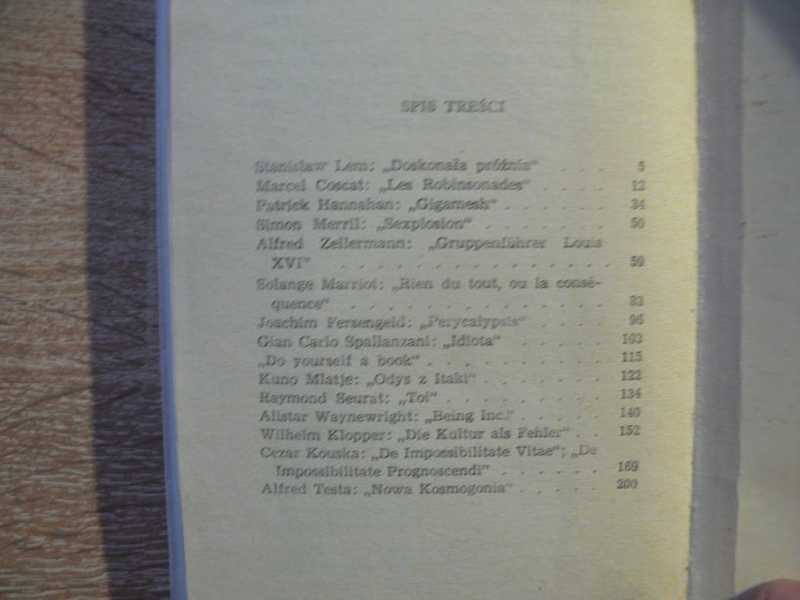 SPIS TREŚCI
Stanisław Lem: „Doskonała próżnia“ . . . . 5
Marcel Coscat: „Les Robinsonades“ . . . . 12
Patrick Hannahan: „Gigamesh“ . . . . . . 34
Simon Merril: „Sexplosion“ . . . . . . . 50
Alfred Zellermann: „Gruppenführer Louis
XVI“ . . . . . . . . . . . . . 59
Solange Marriot: „Rien du tout, ou la consé-
quence“ . . . . . . . . . . . . 83
Joachim Fersengeld: „Perycalypsis“ . . . . 96
Gian Carlo Spallanzani: „Idiota“ . . . . . 103
„Do yourself a book“ . . . . . . . . . 115
Kuno Mlatje: „Odys z Itaki“ . . . . . . 122
Raymond Seurat: „Toi“ . . . . . . . . 134
Alistar Waynewright: „Being Inc.“ . . . . 140
Wilhelm Klopper: „Die Kultur als Fehler“ . . 152
Cezar Kouska: „De Impossibilitate Vitae“; „De
Impossibilitate Prognoscendi“ . . . . . . 169
Alfred Testa: „Nowa Kosmogonia“ . . . . . 200